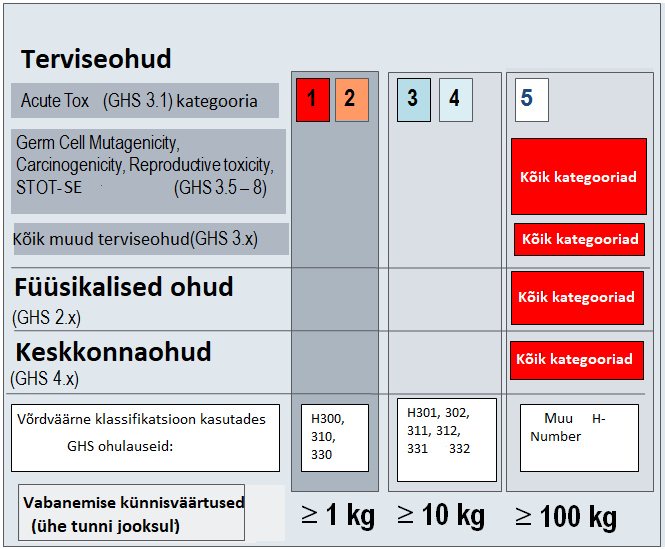 Terviseohud
Acute Tox (GHS 3.1) kategooria
1 2 3 4 5
Germ Cell Mutagenicity,
Carcinogenicity, Reproductive toxicity,
STOT-SE (GHS 3.5 – 8)
Kõik kategooriad
Kõik muud terviseohud(GHS 3.x)
Kõik kategooriad
Füüsikalised ohud
(GHS 2.x)
Kõik kategooriad
Keskkonnaohud
(GHS 4.x)
Kõik kategooriad
Võrdväärne klassifikatsioon kasutades
GHS ohulauseid:
H300,
310,
330
H301, 302,
311, 312,
331 332
Muu H-
Number
Vabanemise künnisväärtused
(ühe tunni jooksul)
≥ 1 kg ≥ 10 kg ≥ 100 kg